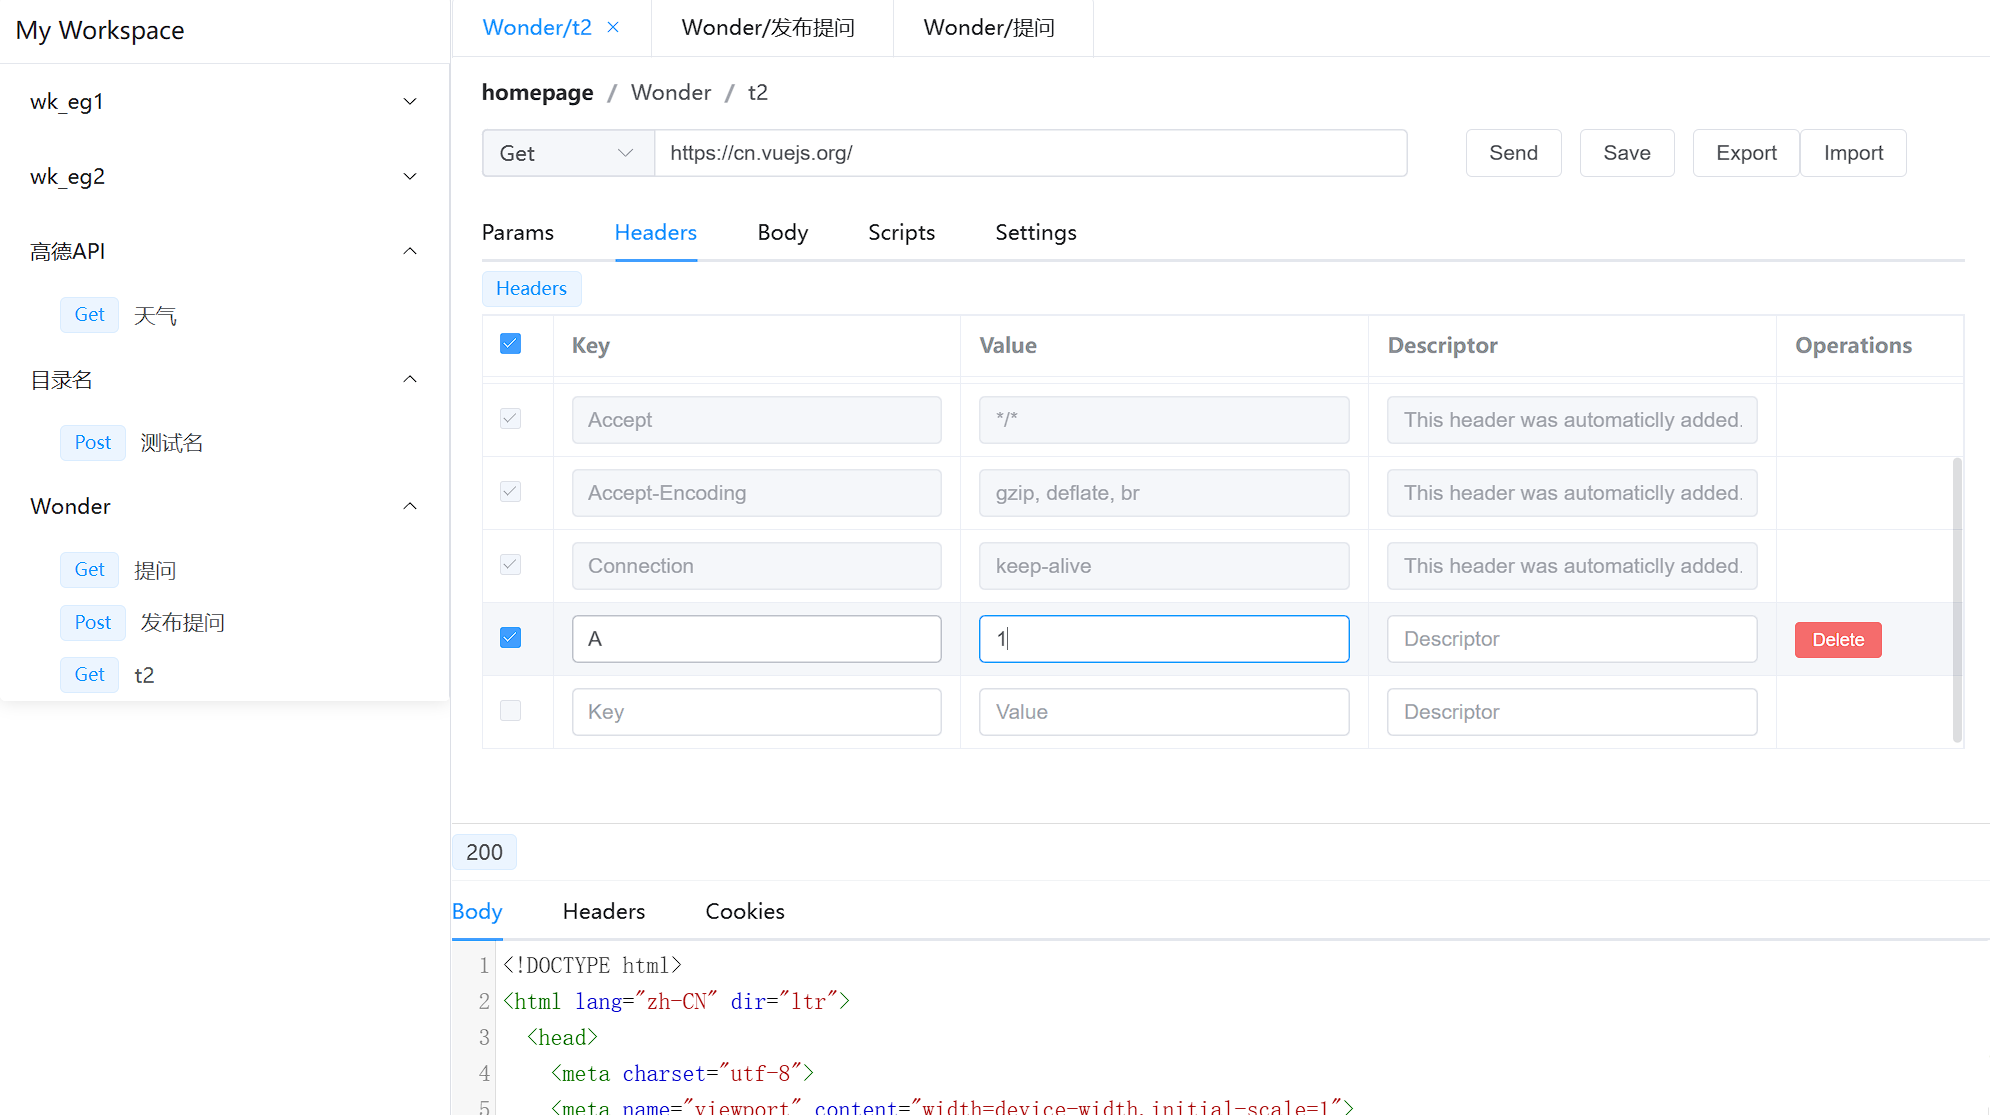 My Workspace
wk_eg1
wk_eg2
高德API
Get 天气
目录名
Post 测试名
Wonder
Get 提问
Post 发布提问
Get t2
Wonder/t2 Wonder/发布提问 Wonder/提问
homepage / Wonder / t2
Get https://cn.vuejs.org/ Send Save Export Import
Params Headers Body Scripts Settings
Headers
Key Value Descriptor Operations
Accept */* This header was automaticlly added.
Accept-Encoding gzip, deflate, br This header was automaticlly added.
Connection keep-alive This header was automaticlly added.
A 1 Descriptor Delete
Key Value Descriptor
200
Body Headers Cookies
1 <!DOCTYPE html>
2 <html lang="zh-CN" dir="ltr">
3 <head>
4 <meta charset="utf-8">
5 <meta name="viewport" content="width=device-width,initial-scale=1">